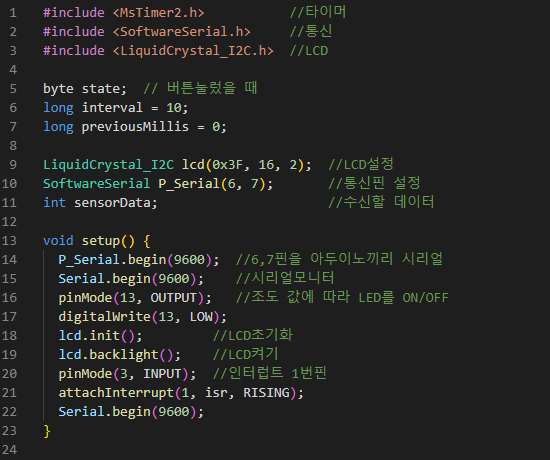 1 #include <MsTimer2.h> //타이머
2 #include <SoftwareSerial.h> //통신
3 #include <LiquidCrystal_I2C.h> //LCD
4
5 byte state; // 버튼눌렀을 때
6 long interval = 10;
7 long previousMillis = 0;
8
9 LiquidCrystal_I2C lcd(0x3F, 16, 2); //LCD설정
10 SoftwareSerial P_Serial(6, 7); //통신핀 설정
11 int sensorData; //수신할 데이터
12
13 void setup() {
14 P_Serial.begin(9600); //6,7핀을 아두이노끼리 시리얼
15 Serial.begin(9600); //시리얼모니터
16 pinMode(13, OUTPUT); //조도 값에 따라 LED를 ON/OFF
17 digitalWrite(13, LOW);
18 lcd.init(); //LCD초기화
19 lcd.backlight(); //LCD켜기
20 pinMode(3, INPUT); //인터럽트 1번핀
21 attachInterrupt(1, isr, RISING);
22 Serial.begin(9600);
23 }
24